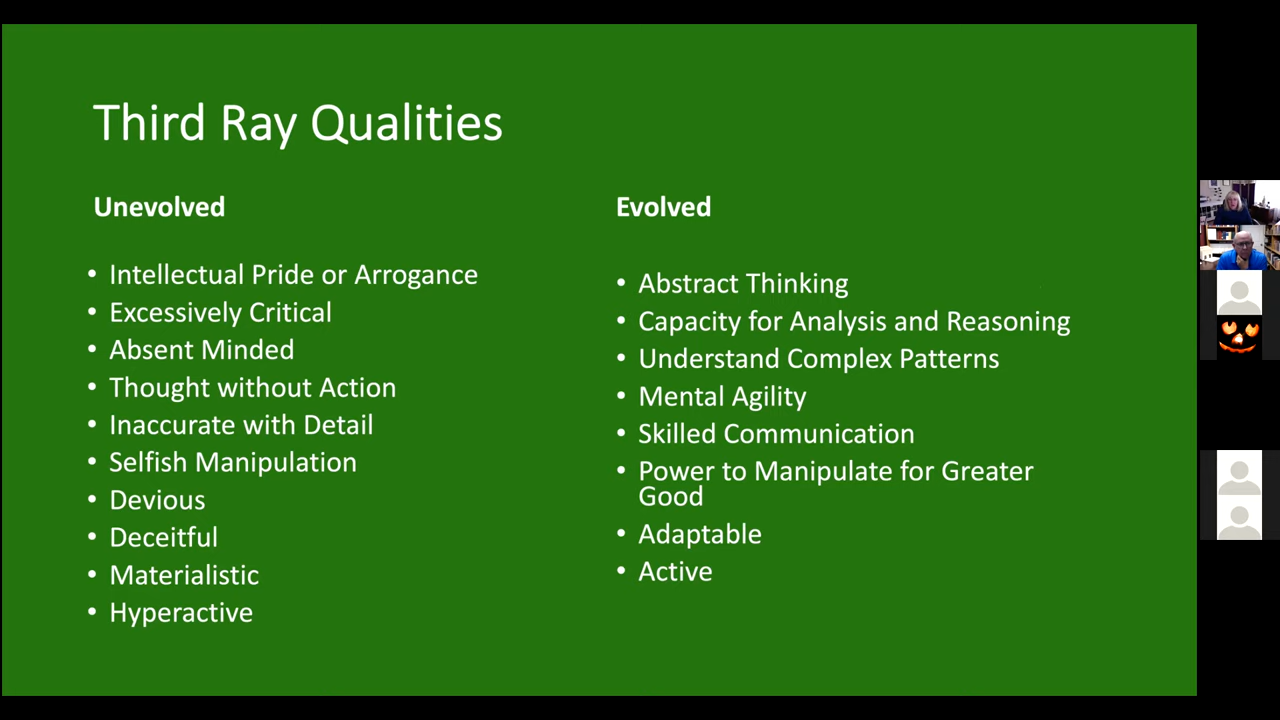 Third Ray Qualities
Unevolved
• Intellectual Pride or Arrogance
• Excessively Critical
• Absent Minded
• Thought without Action
• Inaccurate with Detail
• Selfish Manipulation
• Devious
• Deceitful
• Materialistic
• Hyperactive
Evolved
• Abstract Thinking
• Capacity for Analysis and Reasoning
• Understand Complex Patterns
• Mental Agility
• Skilled Communication
• Power to Manipulate for Greater
Good
• Adaptable
• Active